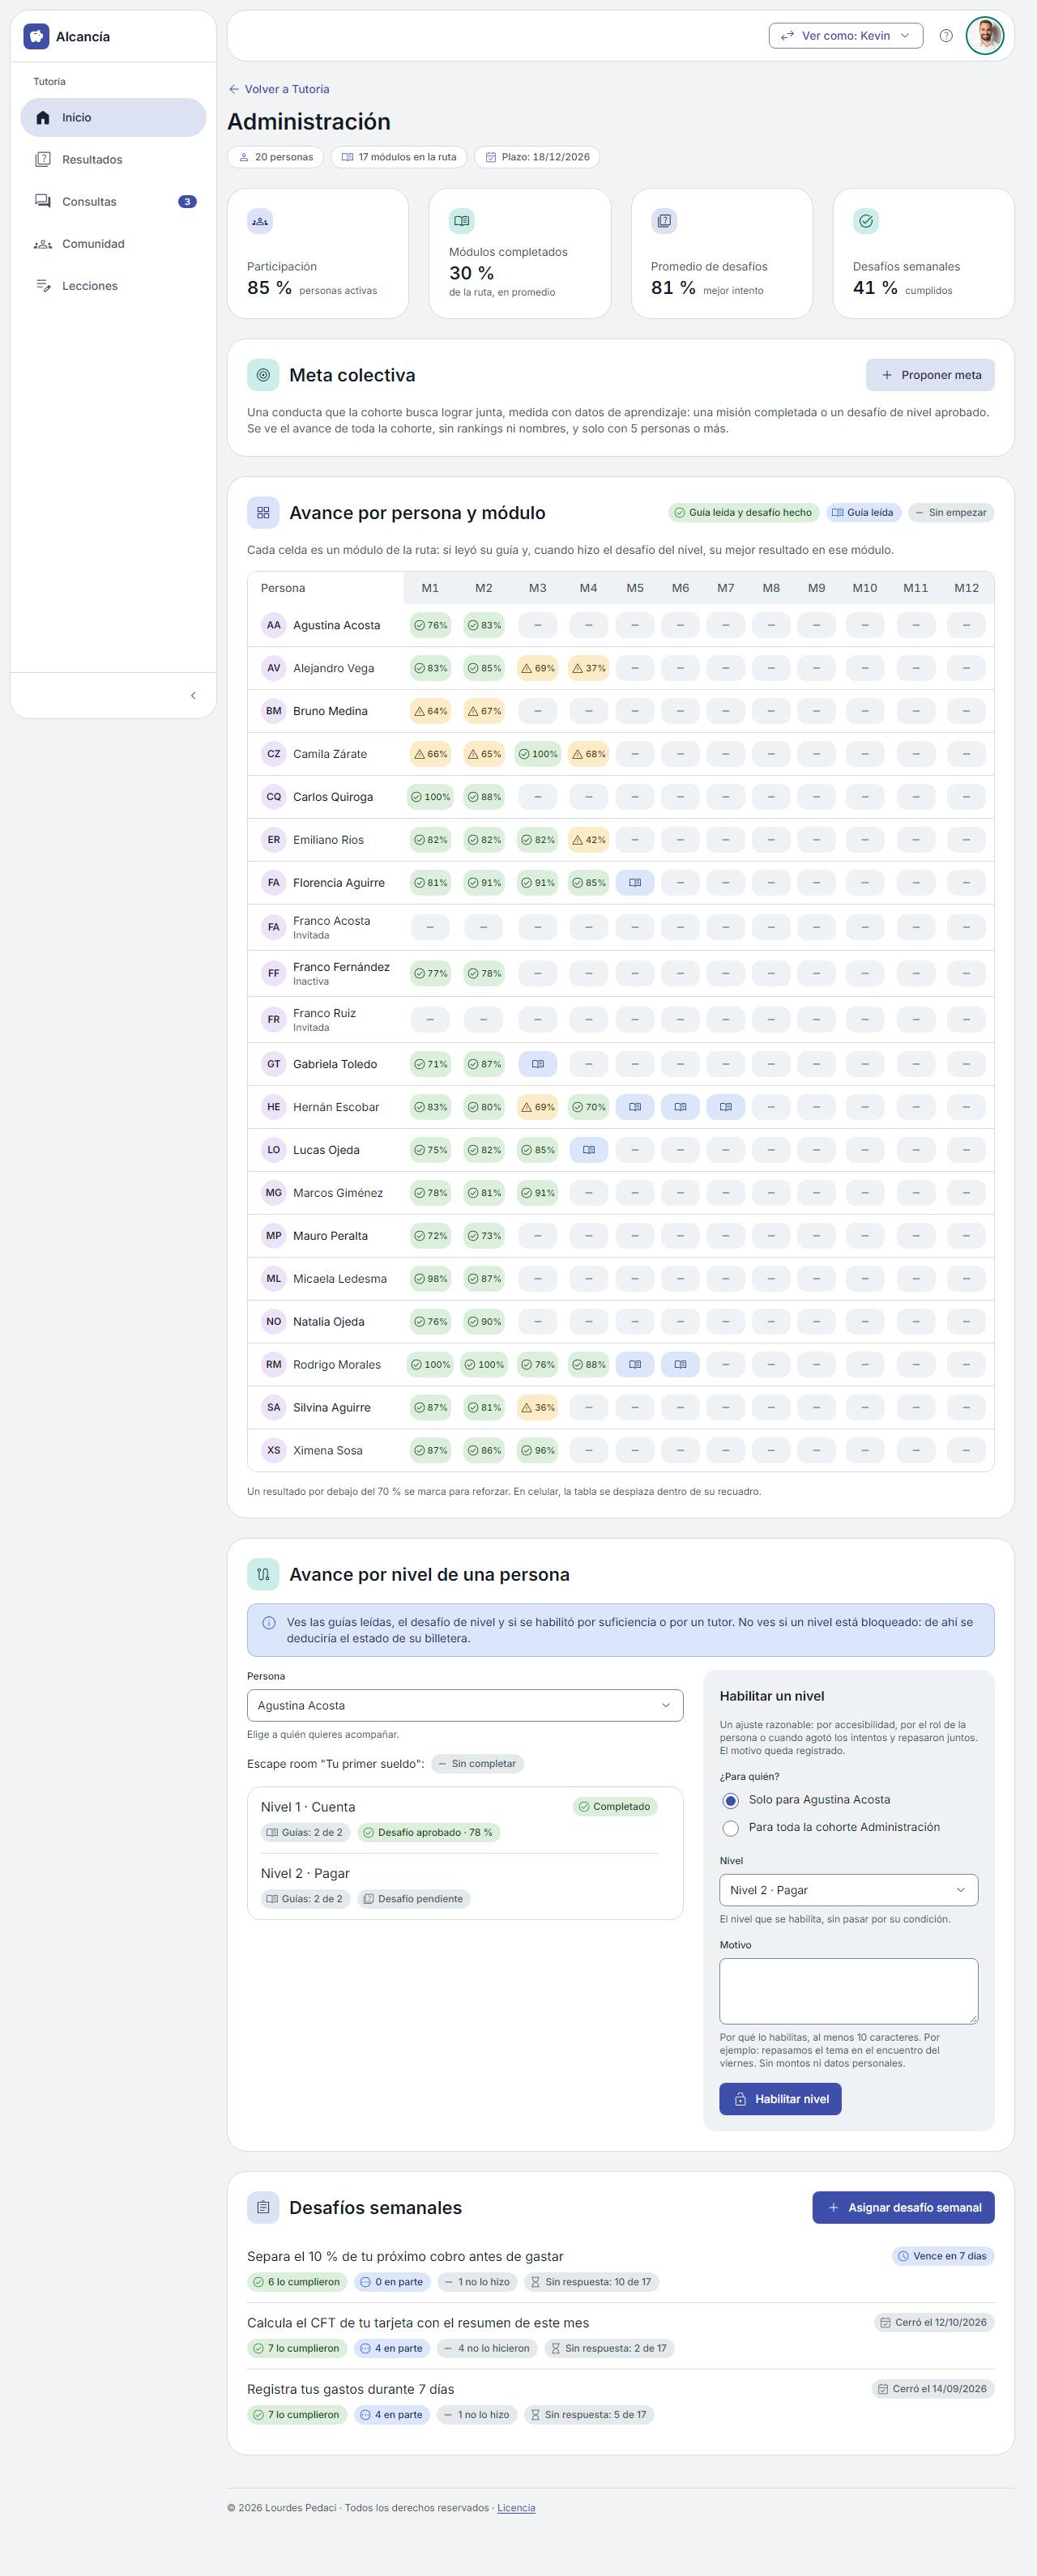 Alcancía
Ver como: Kevin
Tutoría
Inicio
Resultados
Consultas 3
Comunidad
Lecciones
Volver a Tutoría
Administración
20 personas
17 módulos en la ruta
Plazo: 18/12/2026
Participación
85 % personas activas
Módulos completados
30 %
de la ruta, en promedio
Promedio de desafíos
81 % mejor intento
Desafíos semanales
41 % cumplidos
Meta colectiva
Proponer meta
Una conducta que la cohorte busca lograr junta, medida con datos de aprendizaje: una misión completada o un desafío de nivel aprobado.
Se ve el avance de toda la cohorte, sin rankings ni nombres, y solo con 5 personas o más.
Avance por persona y módulo
Guía leída y desafío hecho
Guía leída
— Sin empezar
Cada celda es un módulo de la ruta: si leyó su guía y, cuando hizo el desafío del nivel, su mejor resultado en ese módulo.
Persona M1 M2 M3 M4 M5 M6 M7 M8 M9 M10 M11 M12
AA Agustina Acosta 76% 83% — — — — — — — — — —
AV Alejandro Vega 83% 85% 69% 37% — — — — — — — —
BM Bruno Medina 64% 67% — — — — — — — — — —
CZ Camila Zárate 66% 65% 100% 68% — — — — — — — —
CQ Carlos Quiroga 100% 88% — — — — — — — — — —
ER Emiliano Ríos 82% 82% 82% 42% — — — — — — — —
FA Florencia Aguirre 81% 91% 91% 85% — — — — — — —
FA Franco Acosta — — — — — — — — — — — —
Invitada
FF Franco Fernández 77% 78% — — — — — — — — — —
Inactiva
FR Franco Ruiz — — — — — — — — — — — —
Invitada
GT Gabriela Toledo 71% 87% — — — — — — — — —
HE Hernán Escobar 83% 80% 69% 70% — — — — —
LO Lucas Ojeda 75% 82% 85% — — — — — — — —
MG Marcos Giménez 78% 81% 91% — — — — — — — — —
MP Mauro Peralta 72% 73% — — — — — — — — — —
ML Micaela Ledesma 98% 87% — — — — — — — — — —
NO Natalia Ojeda 76% 90% — — — — — — — — — —
RM Rodrigo Morales 100% 100% 76% 88% — — — — — —
SA Silvina Aguirre 87% 81% 36% — — — — — — — — —
XS Ximena Sosa 87% 86% 96% — — — — — — — — —
Un resultado por debajo del 70 % se marca para reforzar. En celular, la tabla se desplaza dentro de su recuadro.
Avance por nivel de una persona
Ves las guías leídas, el desafío de nivel y si se habilitó por suficiencia o por un tutor. No ves si un nivel está bloqueado: de ahí se
deduciría el estado de su billetera.
Persona
Agustina Acosta
Elige a quién quieres acompañar.
Escape room "Tu primer sueldo": — Sin completar
Nivel 1 · Cuenta
Completado
Guías: 2 de 2
Desafío aprobado · 78 %
Nivel 2 · Pagar
Guías: 2 de 2
Desafío pendiente
Habilitar un nivel
Un ajuste razonable: por accesibilidad, por el rol de la
persona o cuando agotó los intentos y repasaron juntos.
El motivo queda registrado.
¿Para quién?
Solo para Agustina Acosta
Para toda la cohorte Administración
Nivel
Nivel 2 · Pagar
El nivel que se habilita, sin pasar por su condición.
Motivo
Por qué lo habilitas, al menos 10 caracteres. Por
ejemplo: repasamos el tema en el encuentro del
viernes. Sin montos ni datos personales.
Habilitar nivel
Desafíos semanales
Asignar desafío semanal
Separa el 10 % de tu próximo cobro antes de gastar
Vence en 7 días
6 lo cumplieron
0 en parte
— 1 no lo hizo
Sin respuesta: 10 de 17
Calcula el CFT de tu tarjeta con el resumen de este mes
Cerró el 12/10/2026
7 lo cumplieron
4 en parte
— 4 no lo hicieron
Sin respuesta: 2 de 17
Registra tus gastos durante 7 días
Cerró el 14/09/2026
7 lo cumplieron
4 en parte
— 1 no lo hizo
Sin respuesta: 5 de 17
© 2026 Lourdes Pedaci · Todos los derechos reservados · Licencia